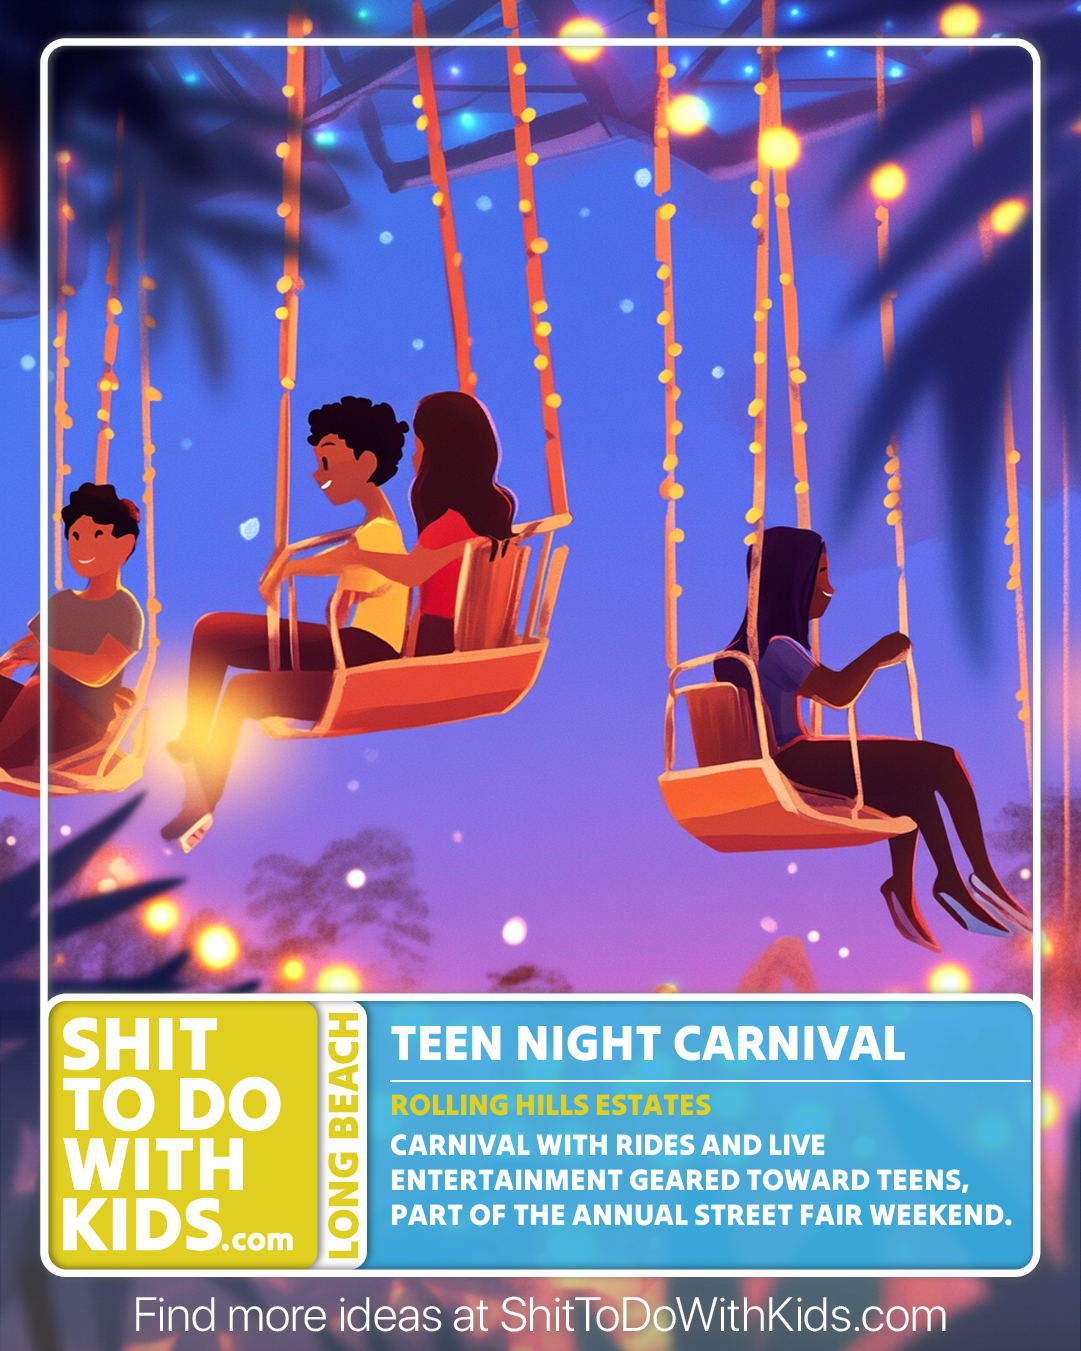 SHIT
TO DO
WITH
KIDS.com
LONG BEACH
TEEN NIGHT CARNIVAL
ROLLING HILLS ESTATES
CARNIVAL WITH RIDES AND LIVE
ENTERTAINMENT GEARED TOWARD TEENS,
PART OF THE ANNUAL STREET FAIR WEEKEND.
Find more ideas at ShitToDoWithKids.com